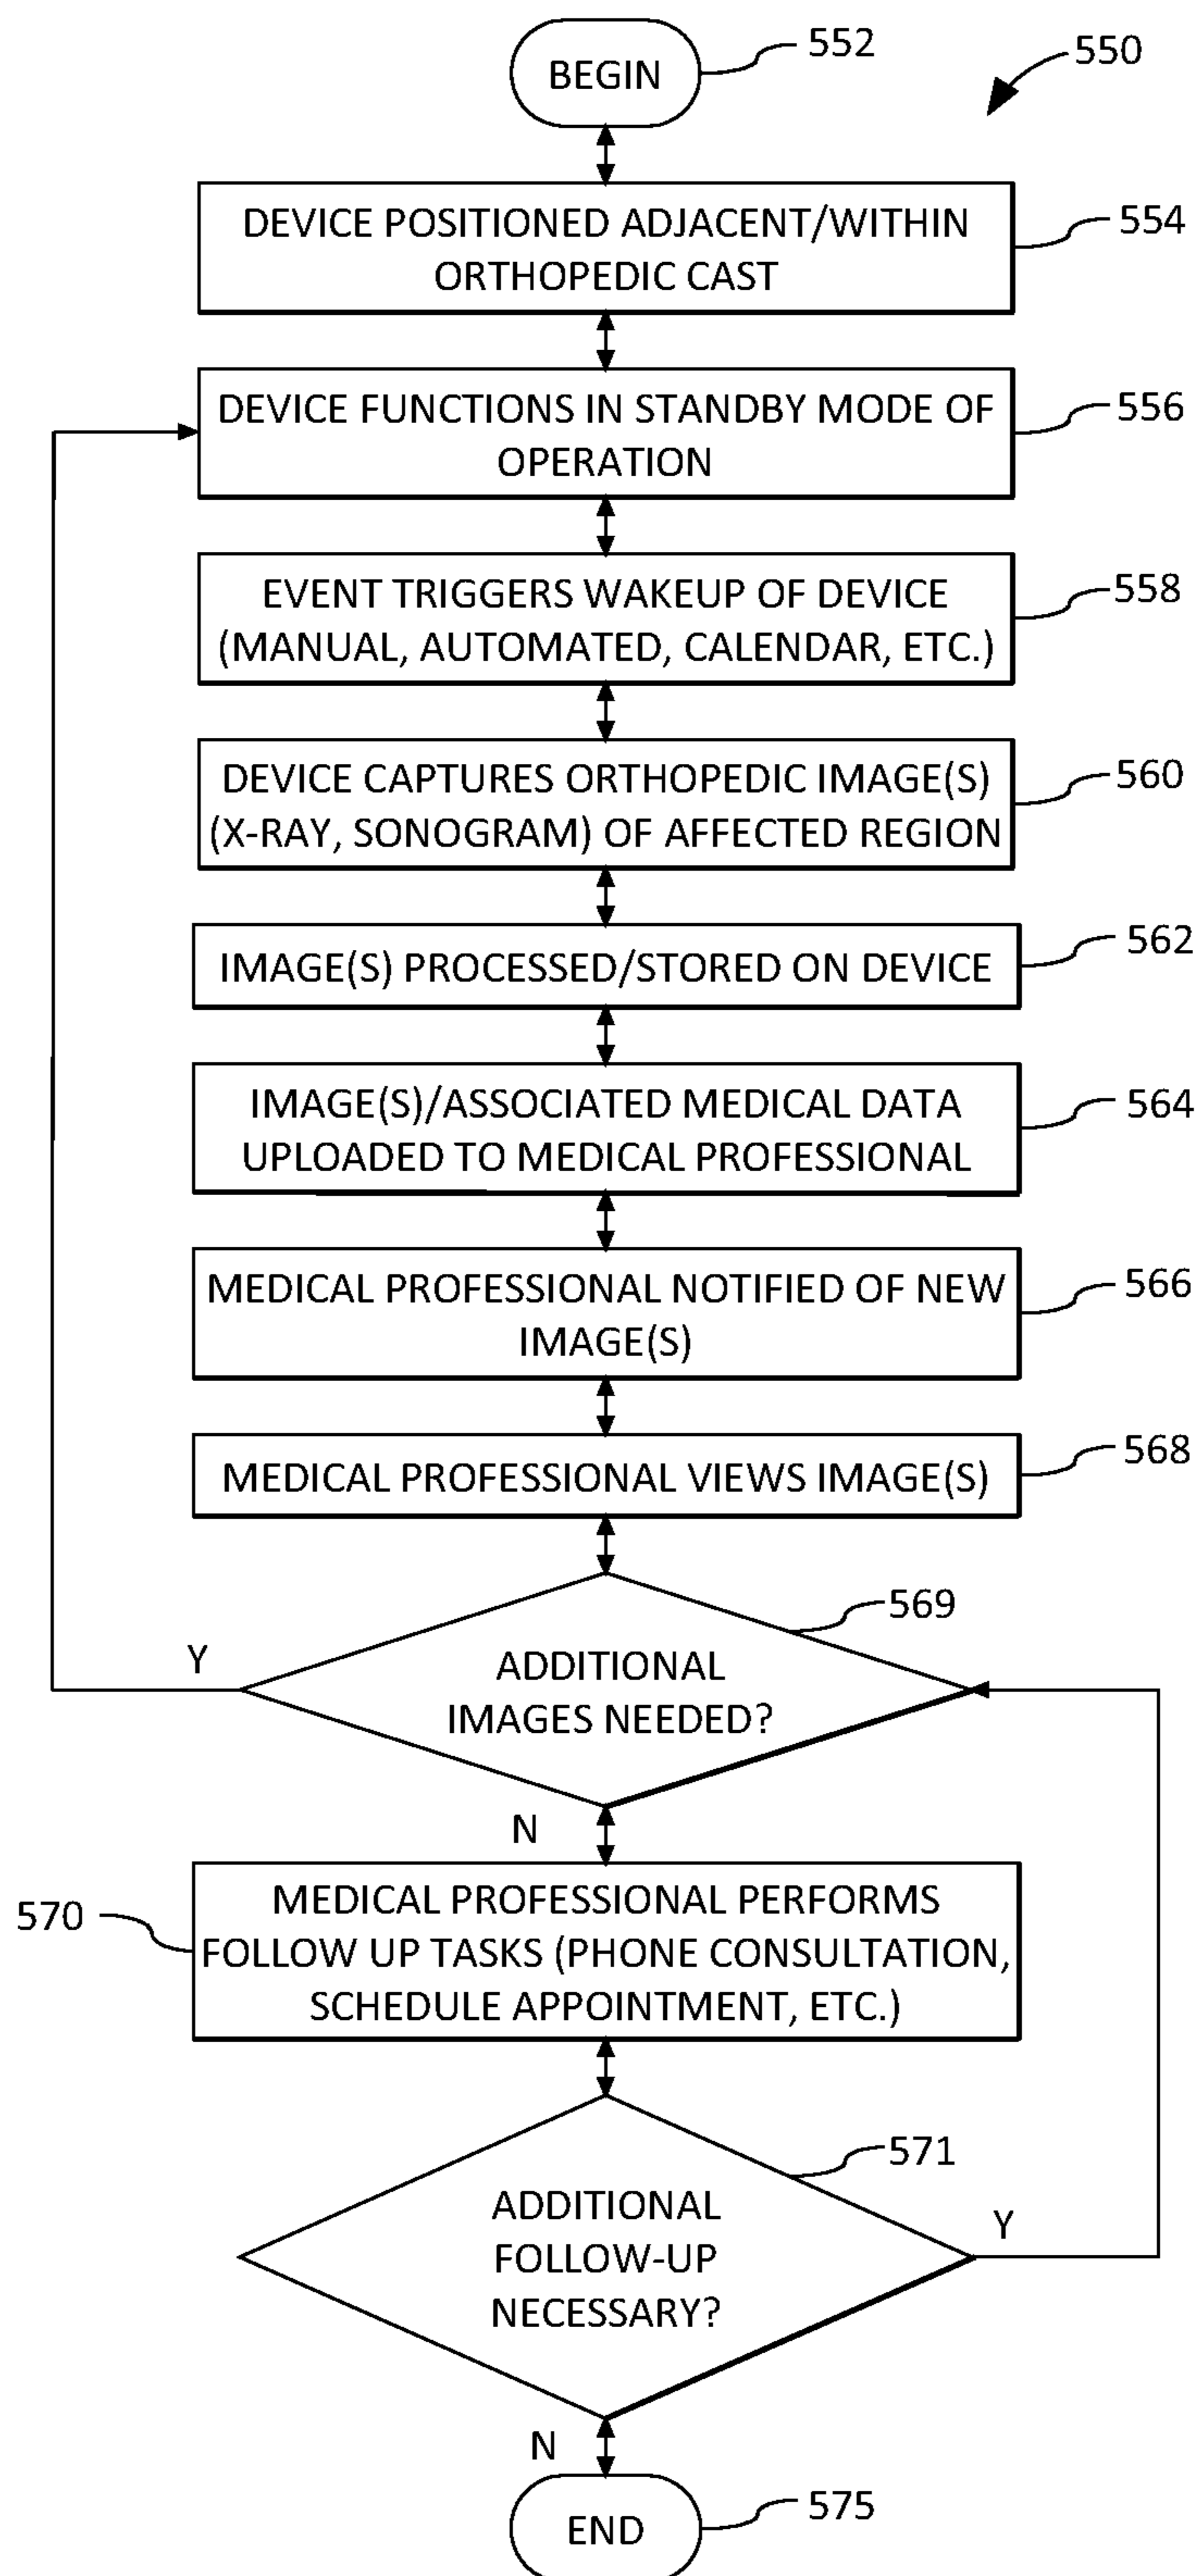 BEGIN
552
550
DEVICE POSITIONED ADJACENT/WITHIN
ORTHOPEDIC CAST
554
DEVICE FUNCTIONS IN STANDBY MODE OF
OPERATION
556
EVENT TRIGGERS WAKEUP OF DEVICE
(MANUAL, AUTOMATED, CALENDAR, ETC.)
558
DEVICE CAPTURES ORTHOPEDIC IMAGE(S)
(X-RAY, SONOGRAM) OF AFFECTED REGION
560
IMAGE(S) PROCESSED/STORED ON DEVICE
562
IMAGE(S)/ASSOCIATED MEDICAL DATA
UPLOADED TO MEDICAL PROFESSIONAL
564
MEDICAL PROFESSIONAL NOTIFIED OF NEW
IMAGE(S)
566
MEDICAL PROFESSIONAL VIEWS IMAGE(S)
568
569
Y
ADDITIONAL
IMAGES NEEDED?
N
570
MEDICAL PROFESSIONAL PERFORMS
FOLLOW UP TASKS (PHONE CONSULTATION,
SCHEDULE APPOINTMENT, ETC.)
571
ADDITIONAL
FOLLOW-UP
NECESSARY?
Y
N
END
575